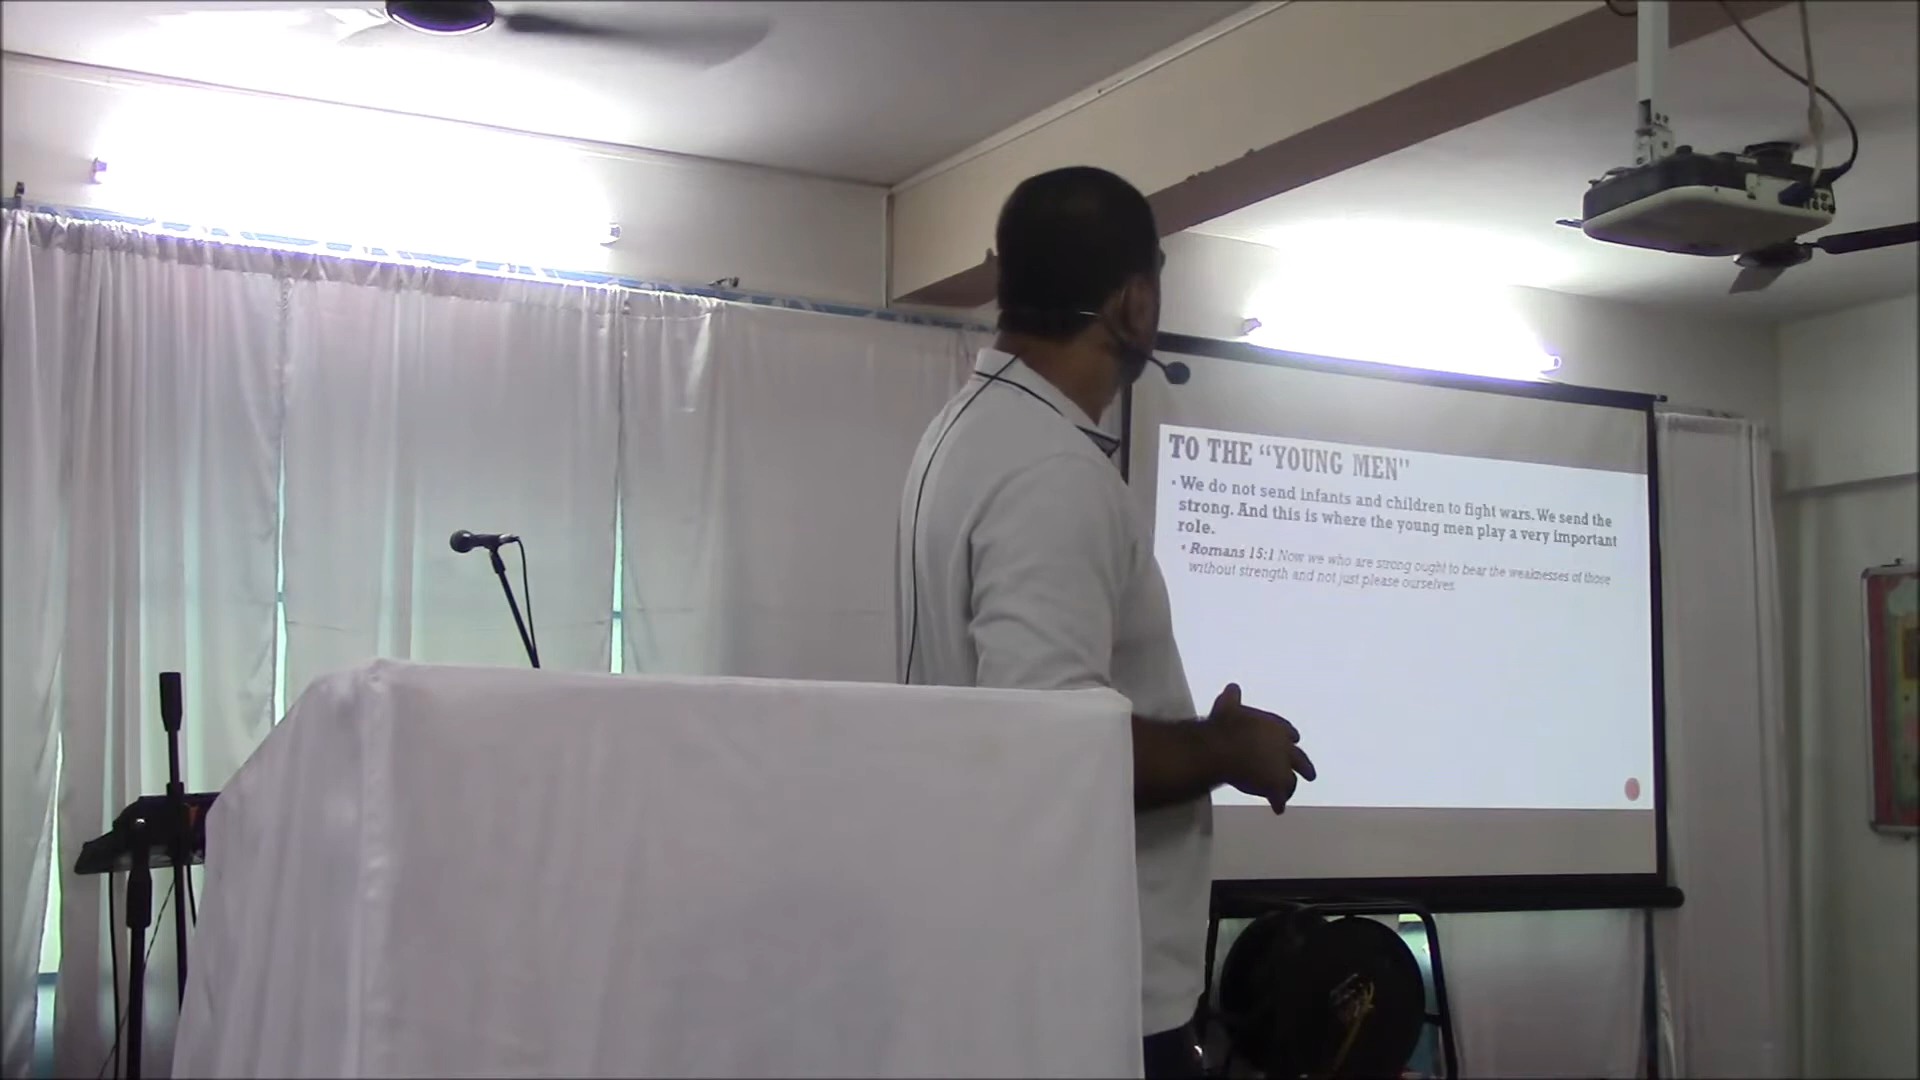 TO THE “YOUNG MEN"
• We do not send infants and children to fight wars. We send the
strong. And this is where the young men play a very important
role.
• Romans 15:1 Now we who are strong ought to bear the weaknesses of those
without strength and not just please ourselves.